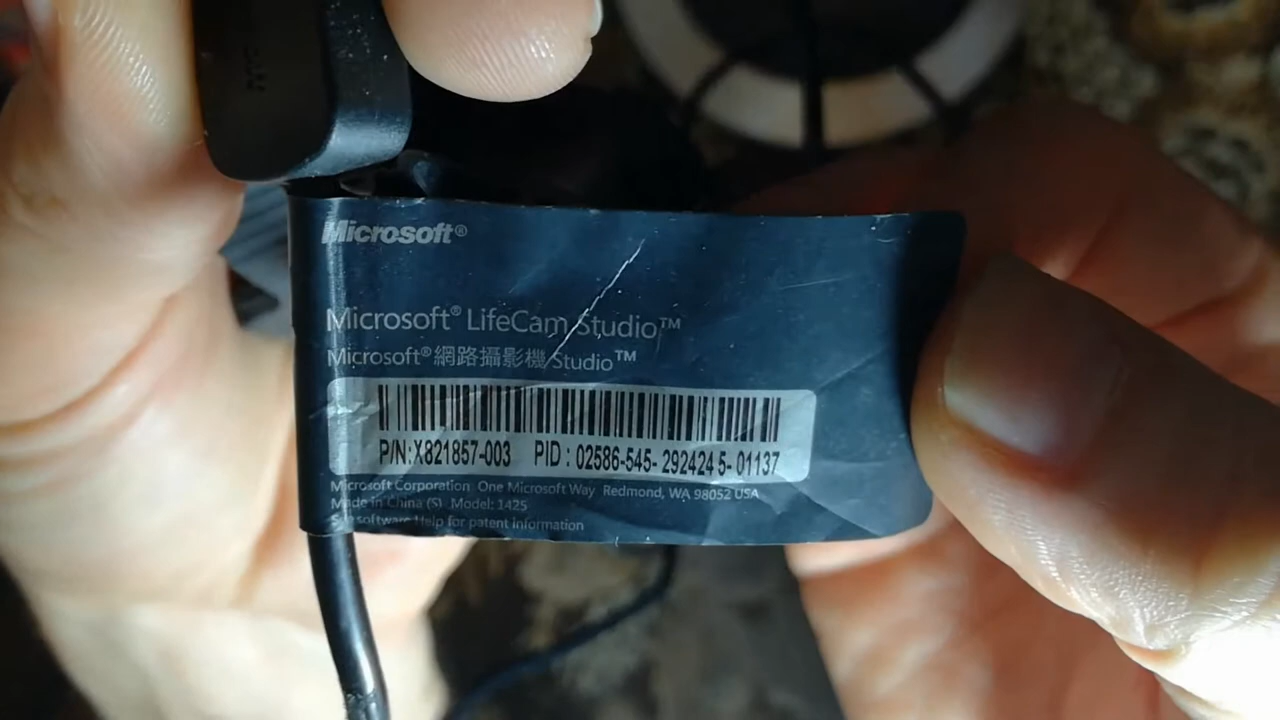 Microsoft®
Microsoft® LifeCam Studio™
Microsoft® 網路攝影機 Studio™
P/N:X821857-003 PID : 02586-545- 292424 5- 01137
Microsoft Corporation One Microsoft Way Redmond, WA 98052 USA
Made in China (S) Model: 1425
See software Help for patent information